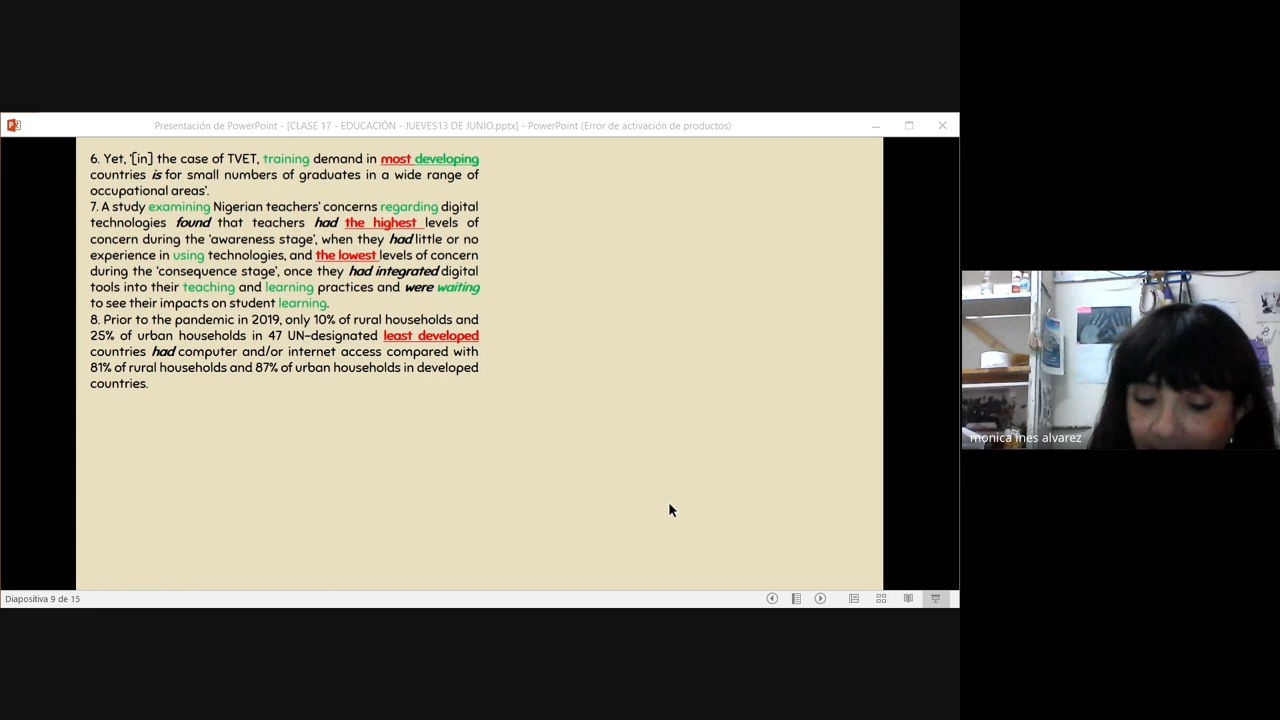 Presentación de PowerPoint - [CLASE 17 - EDUCACIÓN - JUEVES13 DE JUNIO.pptx] - PowerPoint (Error de activación de productos)
6. Yet, '[in] the case of TVET, training demand in most developing
countries is for small numbers of graduates in a wide range of
occupational areas'.
7. A study examining Nigerian teachers' concerns regarding digital
technologies found that teachers had the highest levels of
concern during the 'awareness stage', when they had little or no
experience in using technologies, and the lowest levels of concern
during the 'consequence stage', once they had integrated digital
tools into their teaching and learning practices and were waiting
to see their impacts on student learning.
8. Prior to the pandemic in 2019, only 10% of rural households and
25% of urban households in 47 UN-designated least developed
countries had computer and/or internet access compared with
81% of rural households and 87% of urban households in developed
countries.
monica ines alvarez
Diapositiva 9 de 15